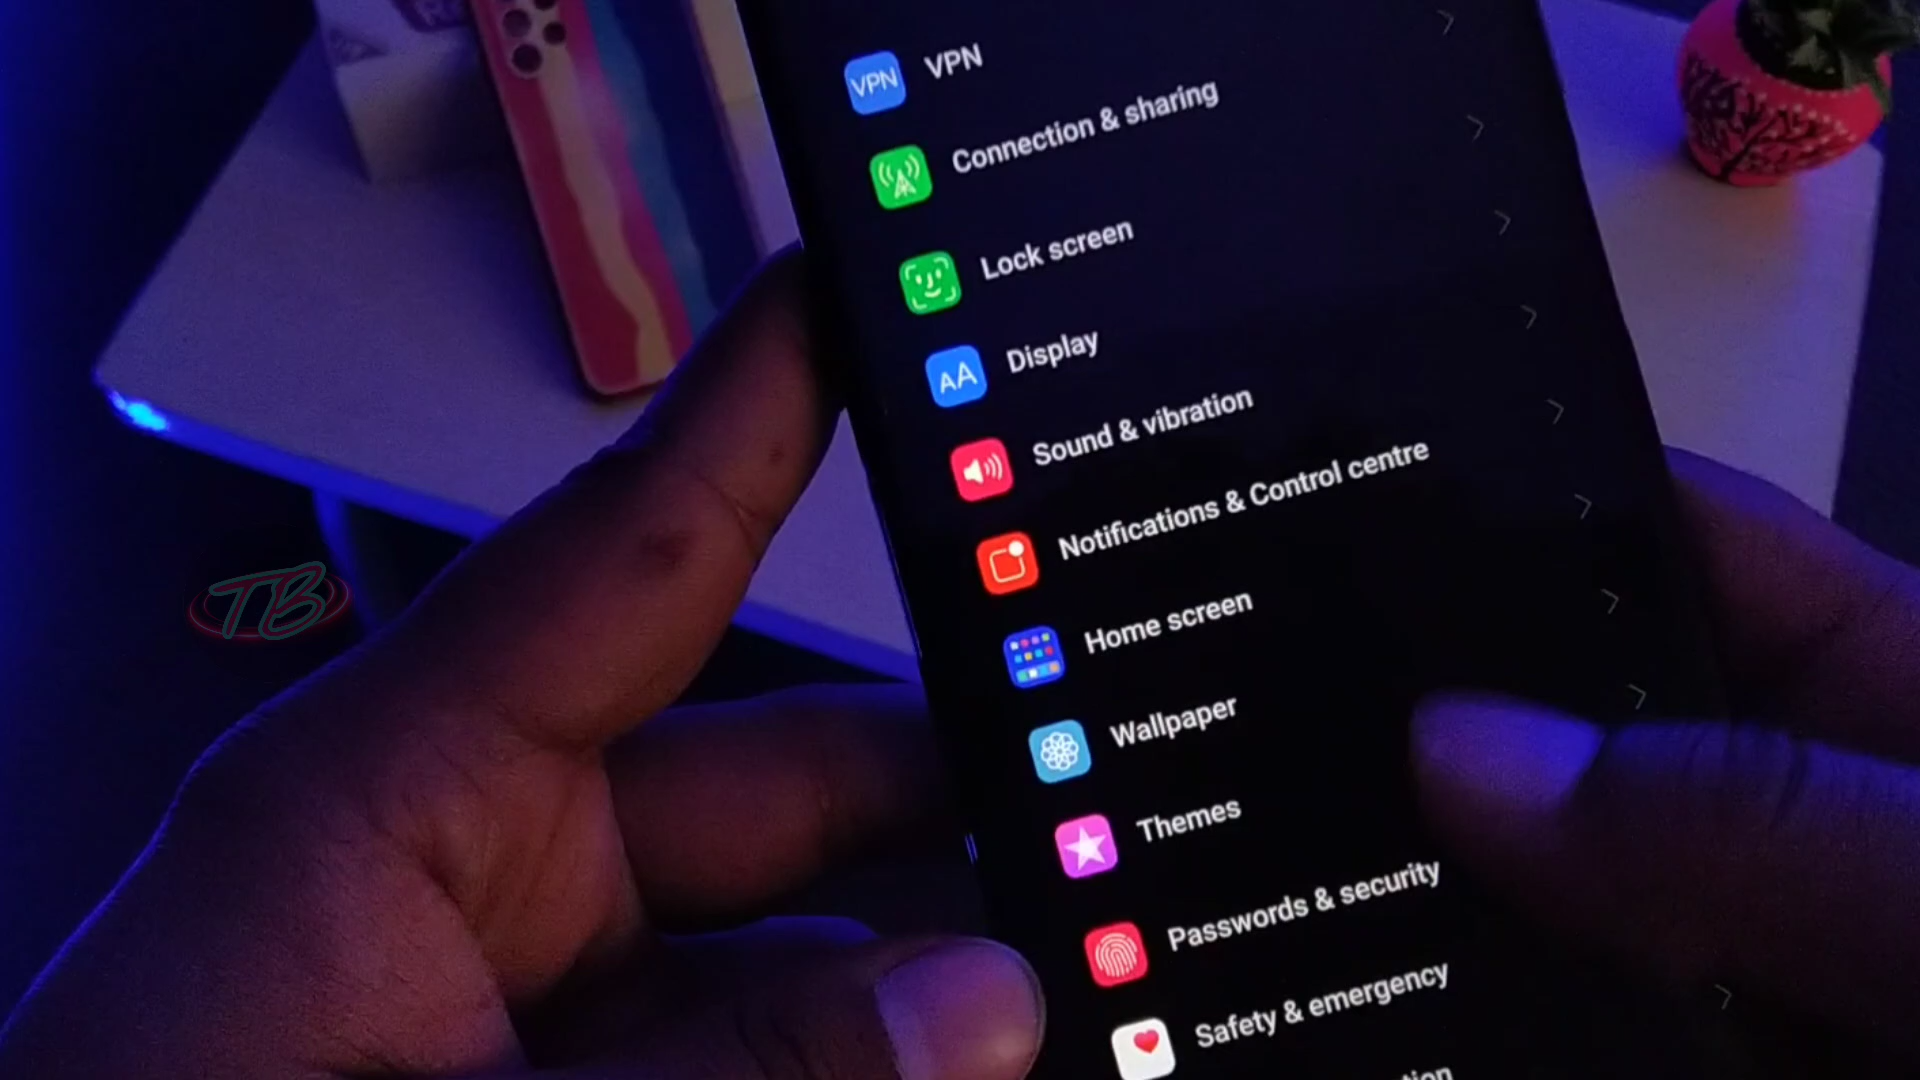 VPN VPN
Connection & sharing
Lock screen
AA Display
Sound & vibration
Notifications & Control centre
Home screen
Wallpaper
Themes
Passwords & security
Safety & emergency
TB